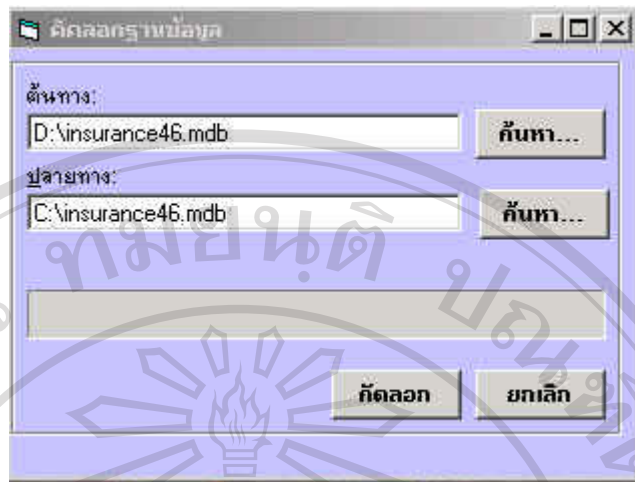 คัดลอกฐานข้อมูล
ต้นทาง:
D:\insurance46.mdb
ค้นหา...
ปลายทาง:
C:\insurance46.mdb
ค้นหา...
คัดลอก
ยกเลิก